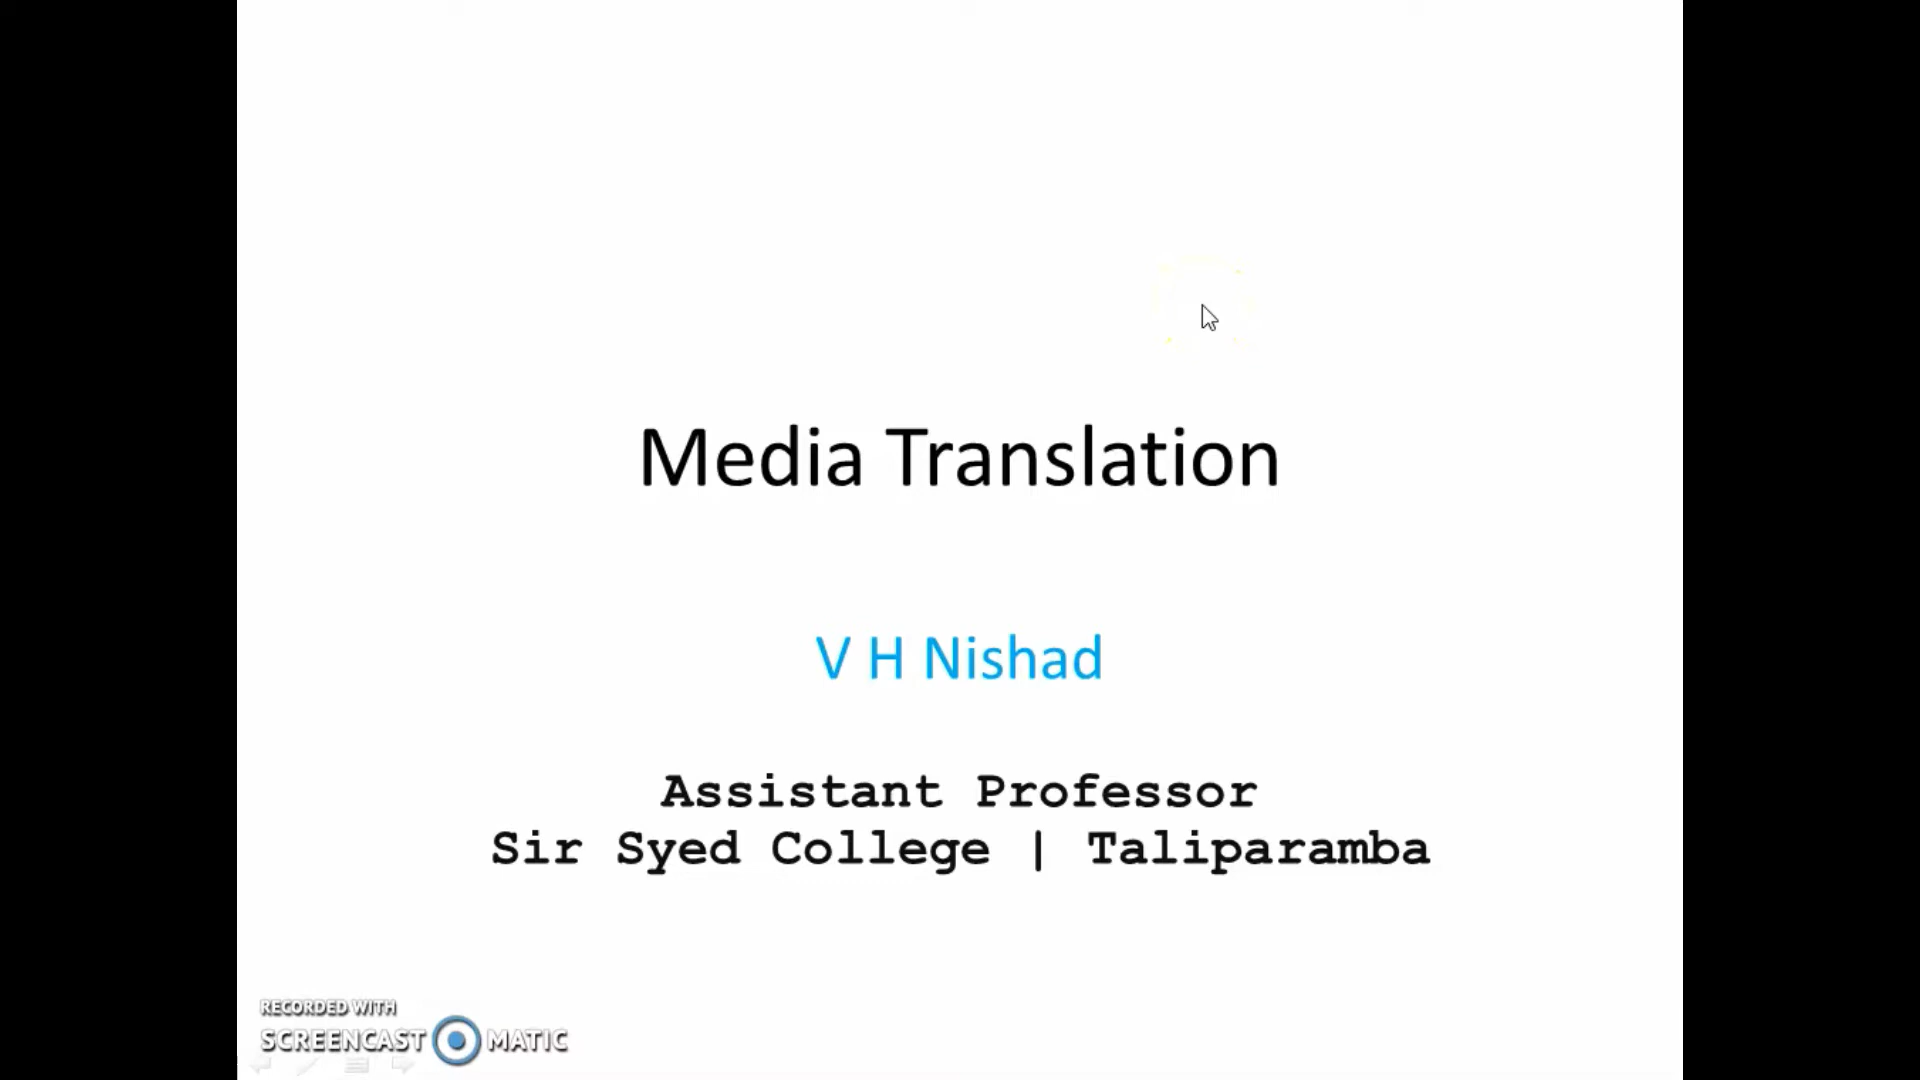 Media Translation
V H Nishad
Assistant Professor
Sir Syed College | Taliparamba
RECORDED WITH
SCREENCAST MATIC